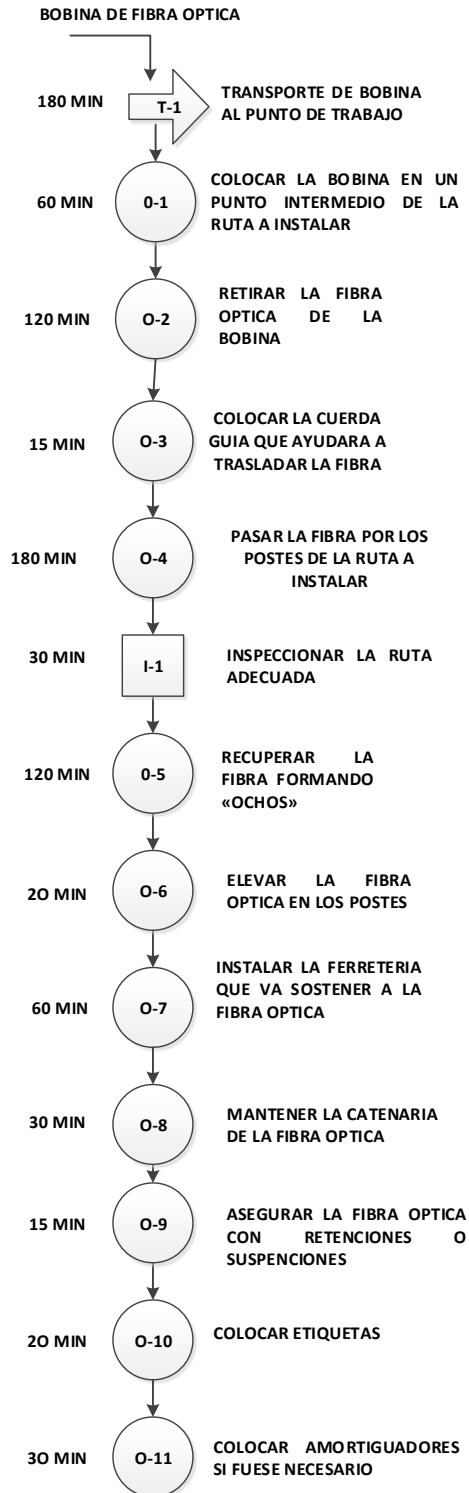 BOBINA DE FIBRA OPTICA
180 MIN
T-1
TRANSPORTE DE BOBINA
AL PUNTO DE TRABAJO
60 MIN
0-1
COLOCAR LA BOBINA EN UN
PUNTO INTERMEDIO DE LA
RUTA A INSTALAR
120 MIN
O-2
RETIRAR LA FIBRA
OPTICA DE LA
BOBINA
15 MIN
O-3
COLOCAR LA CUERDA
GUIA QUE AYUDARA A
TRASLADAR LA FIBRA
180 MIN
O-4
PASAR LA FIBRA POR LOS
POSTES DE LA RUTA A
INSTALAR
30 MIN
I-1
INSPECCIONAR LA RUTA
ADECUADA
120 MIN
0-5
RECUPERAR LA
FIBRA FORMANDO
«OCHOS»
2O MIN
O-6
ELEVAR LA FIBRA
OPTICA EN LOS POSTES
60 MIN
O-7
INSTALAR LA FERRETERIA
QUE VA SOSTENER A LA
FIBRA OPTICA
30 MIN
O-8
MANTENER LA CATENARIA
DE LA FIBRA OPTICA
15 MIN
O-9
ASEGURAR LA FIBRA OPTICA
CON RETENCIONES O
SUSPENCIONES
2O MIN
O-10
COLOCAR ETIQUETAS
3O MIN
O-11
COLOCAR AMORTIGUADORES
SI FUESE NECESARIO